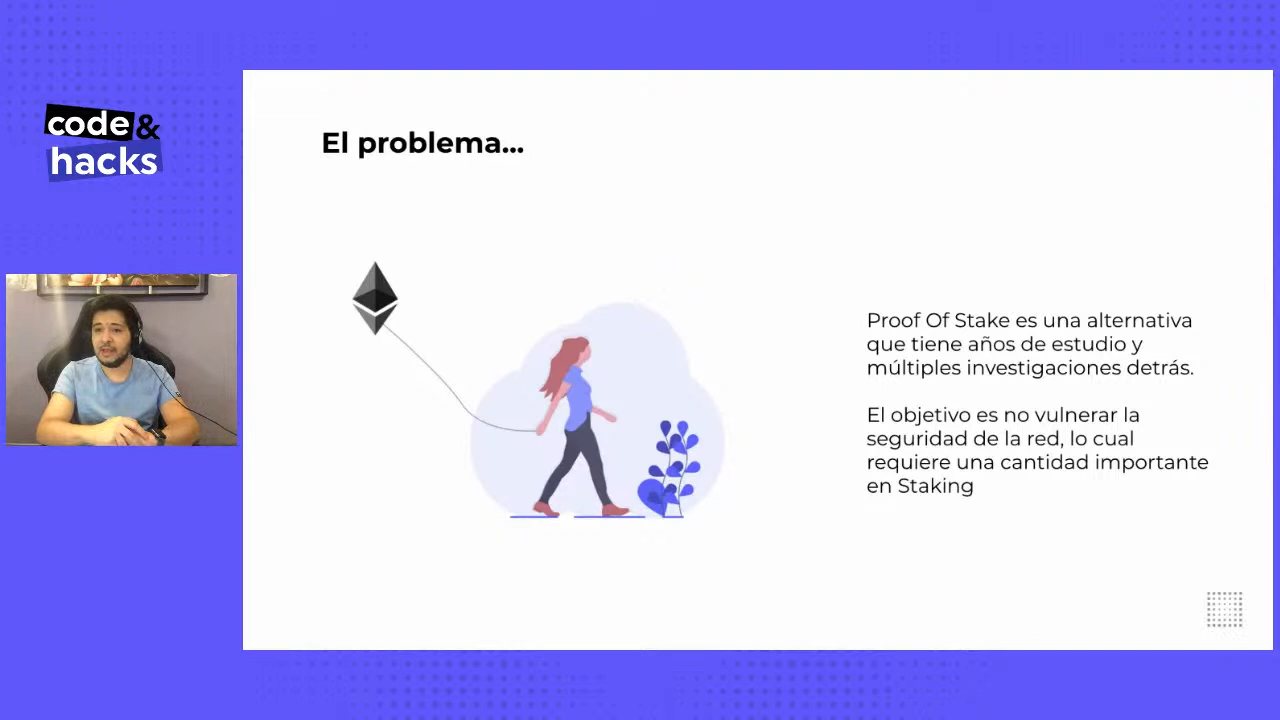 code&
hacks
El problema...
Proof Of Stake es una alternativa
que tiene años de estudio y
múltiples investigaciones detrás.
El objetivo es no vulnerar la
seguridad de la red, lo cual
requiere una cantidad importante
en Staking